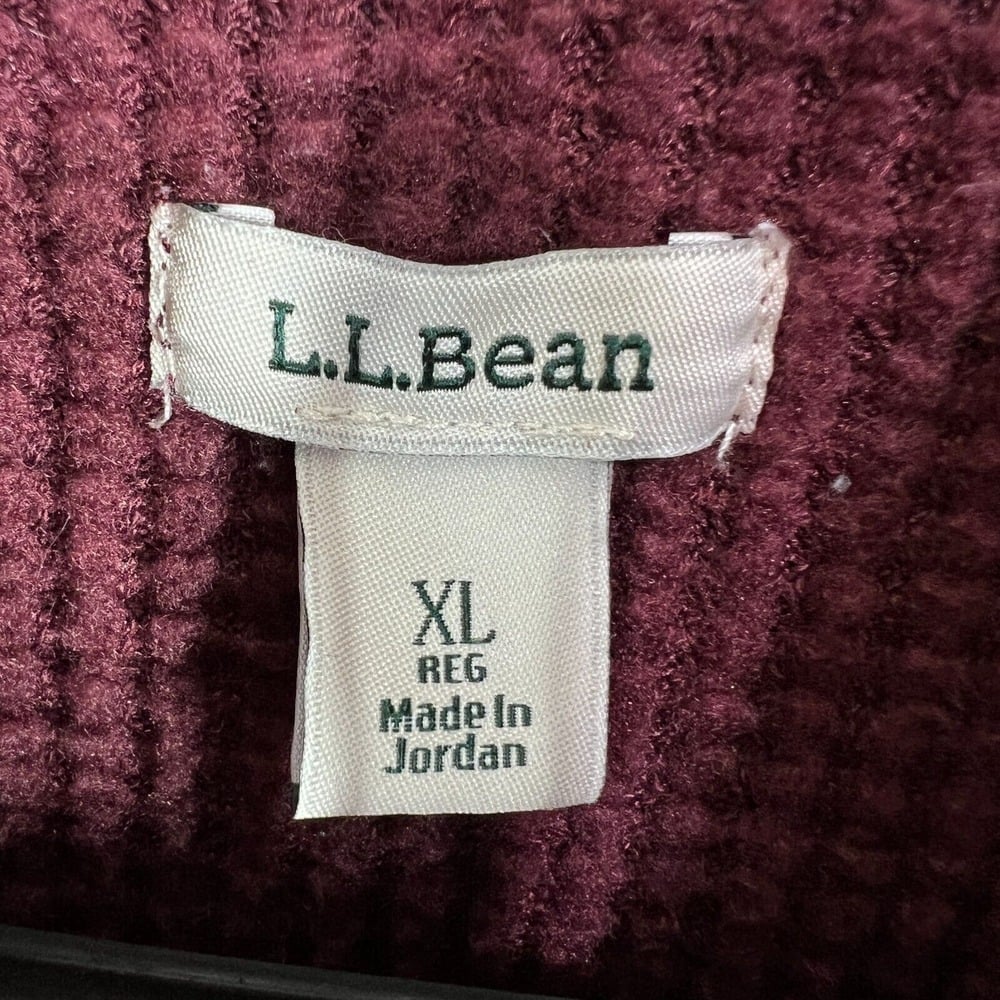 L.L.Bean
XL
REG
Made In
Jordan